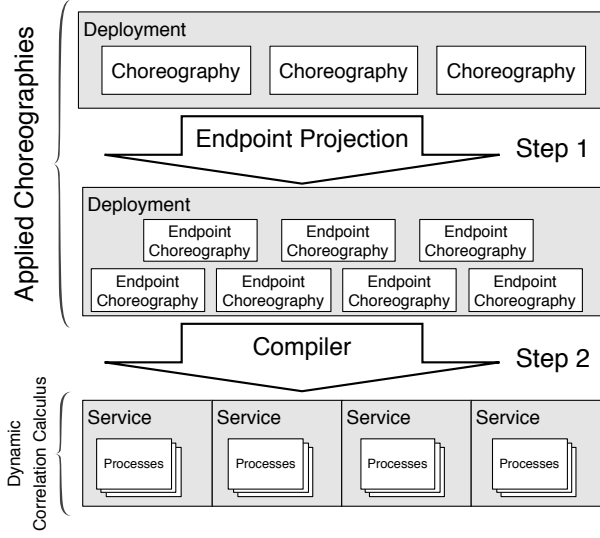 Applied Choreographies
Deployment
Choreography Choreography Choreography
Endpoint Projection
Step 1
Deployment
Endpoint Choreography
Endpoint Choreography
Endpoint Choreography
Endpoint Choreography
Endpoint Choreography
Endpoint Choreography
Endpoint Choreography
Compiler
Step 2
Dynamic
Correlation Calculus
Service Service Service Service
Processes Processes Processes Processes